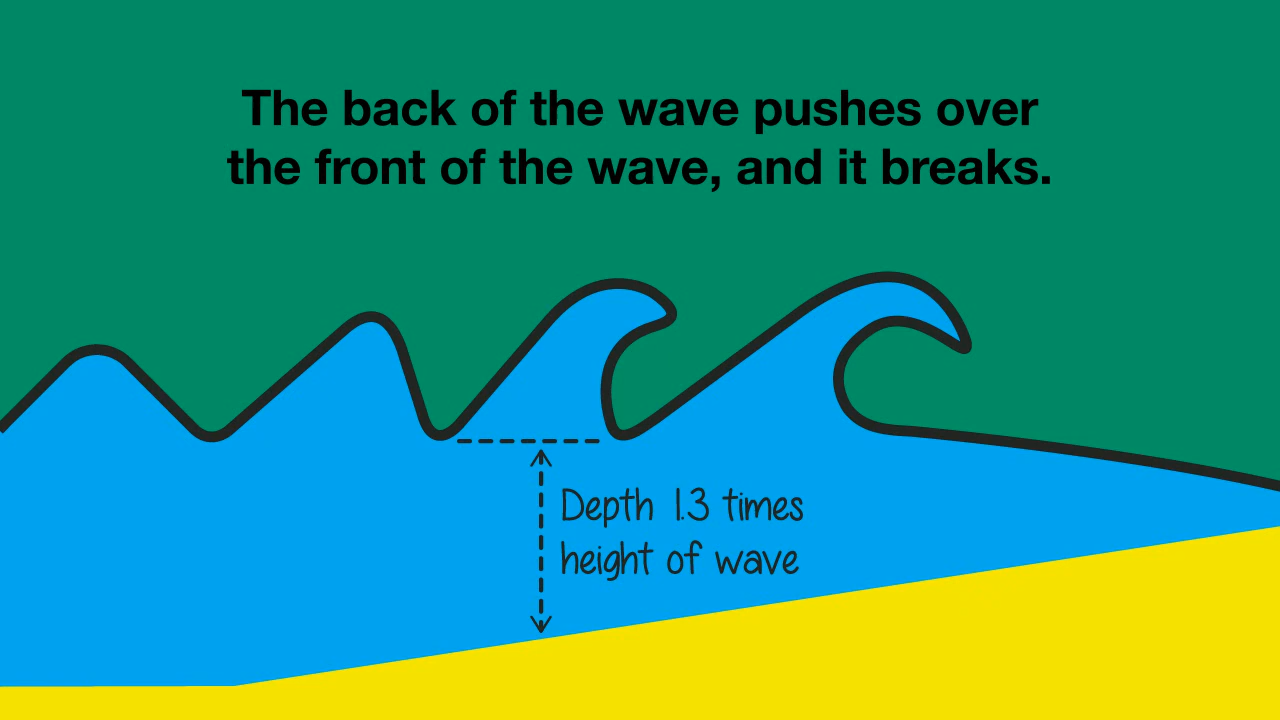 The back of the wave pushes over
the front of the wave, and it breaks.
Depth 1.3 times
height of wave